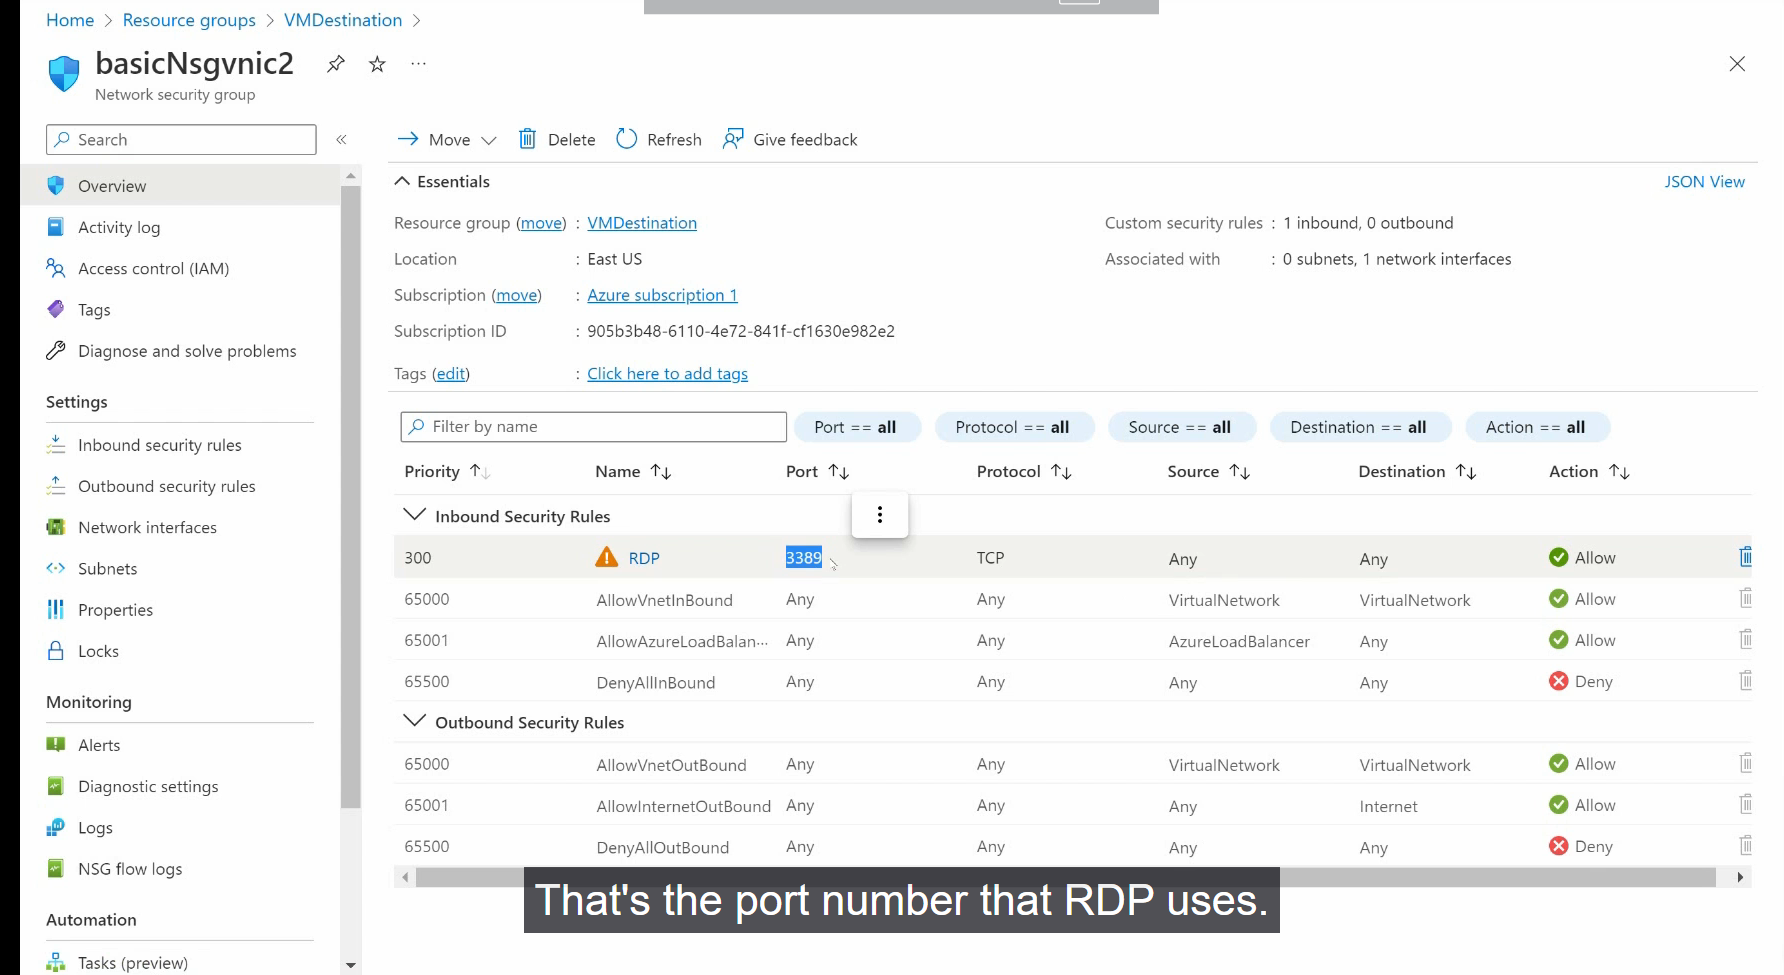 Home > Resource groups > VMDestination >
basicNsgvnic2
Network security group
Search
Overview
Activity log
Access control (IAM)
Tags
Diagnose and solve problems
Settings
Inbound security rules
Outbound security rules
Network interfaces
Subnets
Properties
Locks
Monitoring
Alerts
Diagnostic settings
Logs
NSG flow logs
Automation
Tasks (preview)
Move Delete Refresh Give feedback
Essentials JSON View
Resource group (move) : VMDestination
Location : East US
Subscription (move) : Azure subscription 1
Subscription ID : 905b3b48-6110-4e72-841f-cf1630e982e2
Tags (edit) : Click here to add tags
Custom security rules : 1 inbound, 0 outbound
Associated with : 0 subnets, 1 network interfaces
Filter by name Port == all Protocol == all Source == all Destination == all Action == all
Priority Name Port Protocol Source Destination Action
Inbound Security Rules
300 RDP 3389 TCP Any Any Allow
65000 AllowVnetInBound Any Any VirtualNetwork VirtualNetwork Allow
65001 AllowAzureLoadBalan··· Any Any AzureLoadBalancer Any Allow
65500 DenyAllInBound Any Any Any Any Deny
Outbound Security Rules
65000 AllowVnetOutBound Any Any VirtualNetwork VirtualNetwork Allow
65001 AllowInternetOutBound Any Any Any Internet Allow
65500 DenyAllOutBound Any Any Any Any Deny
That's the port number that RDP uses.